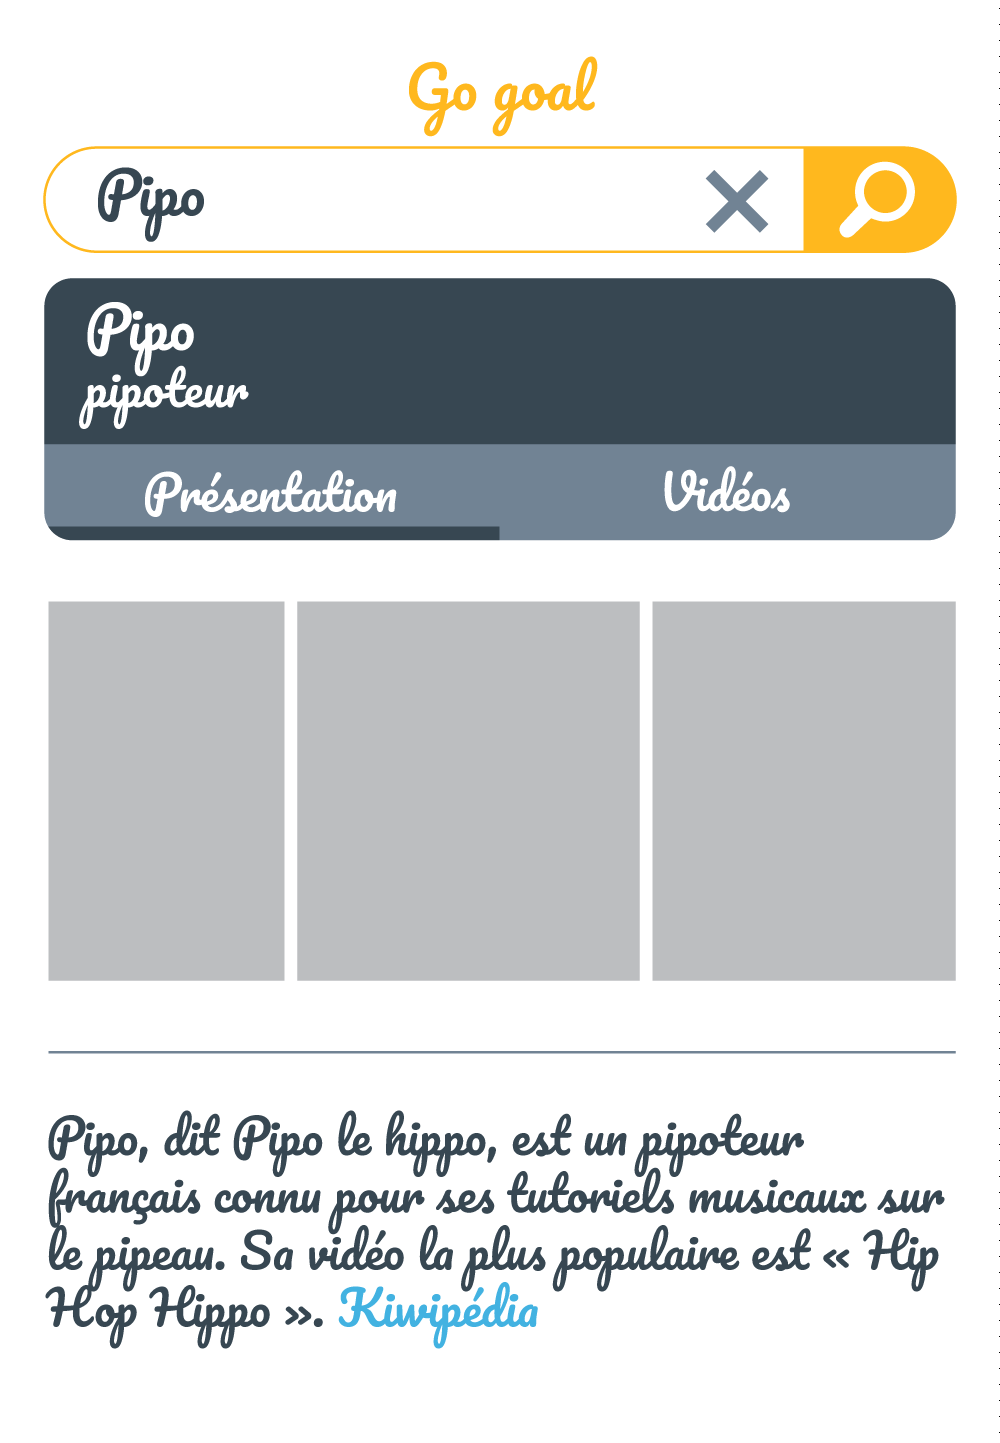 Go goal
Pipo
Pipo
pipoteur
Présentation
Vidéos
Pipo, dit Pipo le hippo, est un pipoteur
français connu pour ses tutoriels musicaux sur
le pipeau. Sa vidéo la plus populaire est « Hip
Hop Hippo ». Kiwipédia